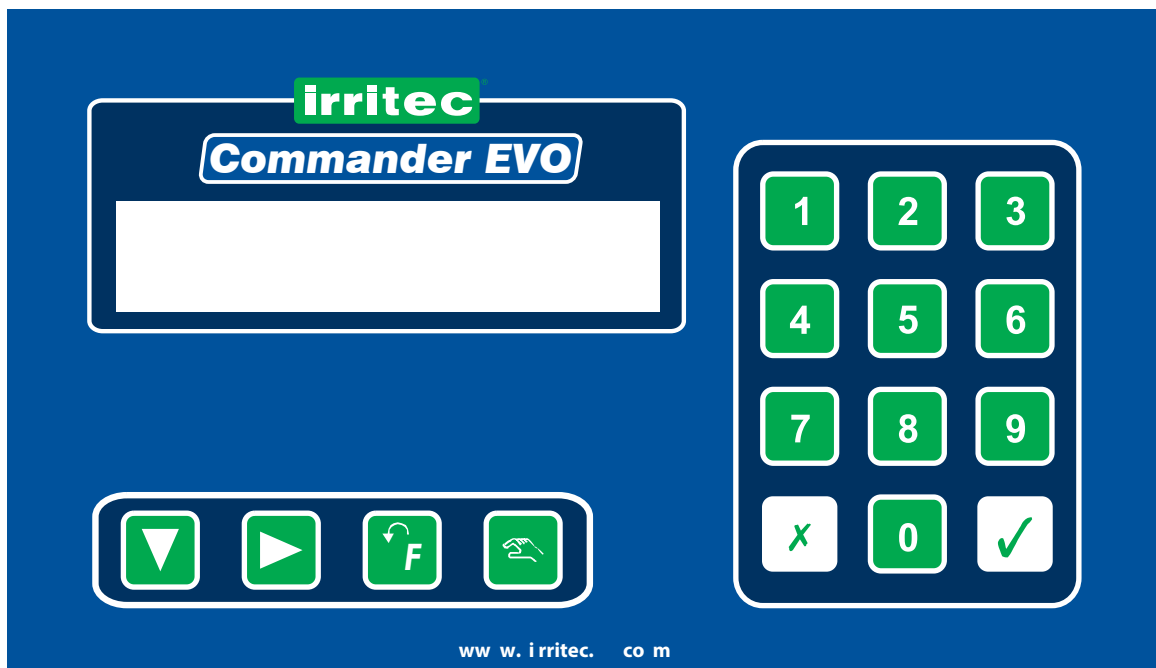 irritec®
Commander EVO
1 2 3
4 5 6
7 8 9
✗ 0 ✓
F
ww w. i rritec. co m